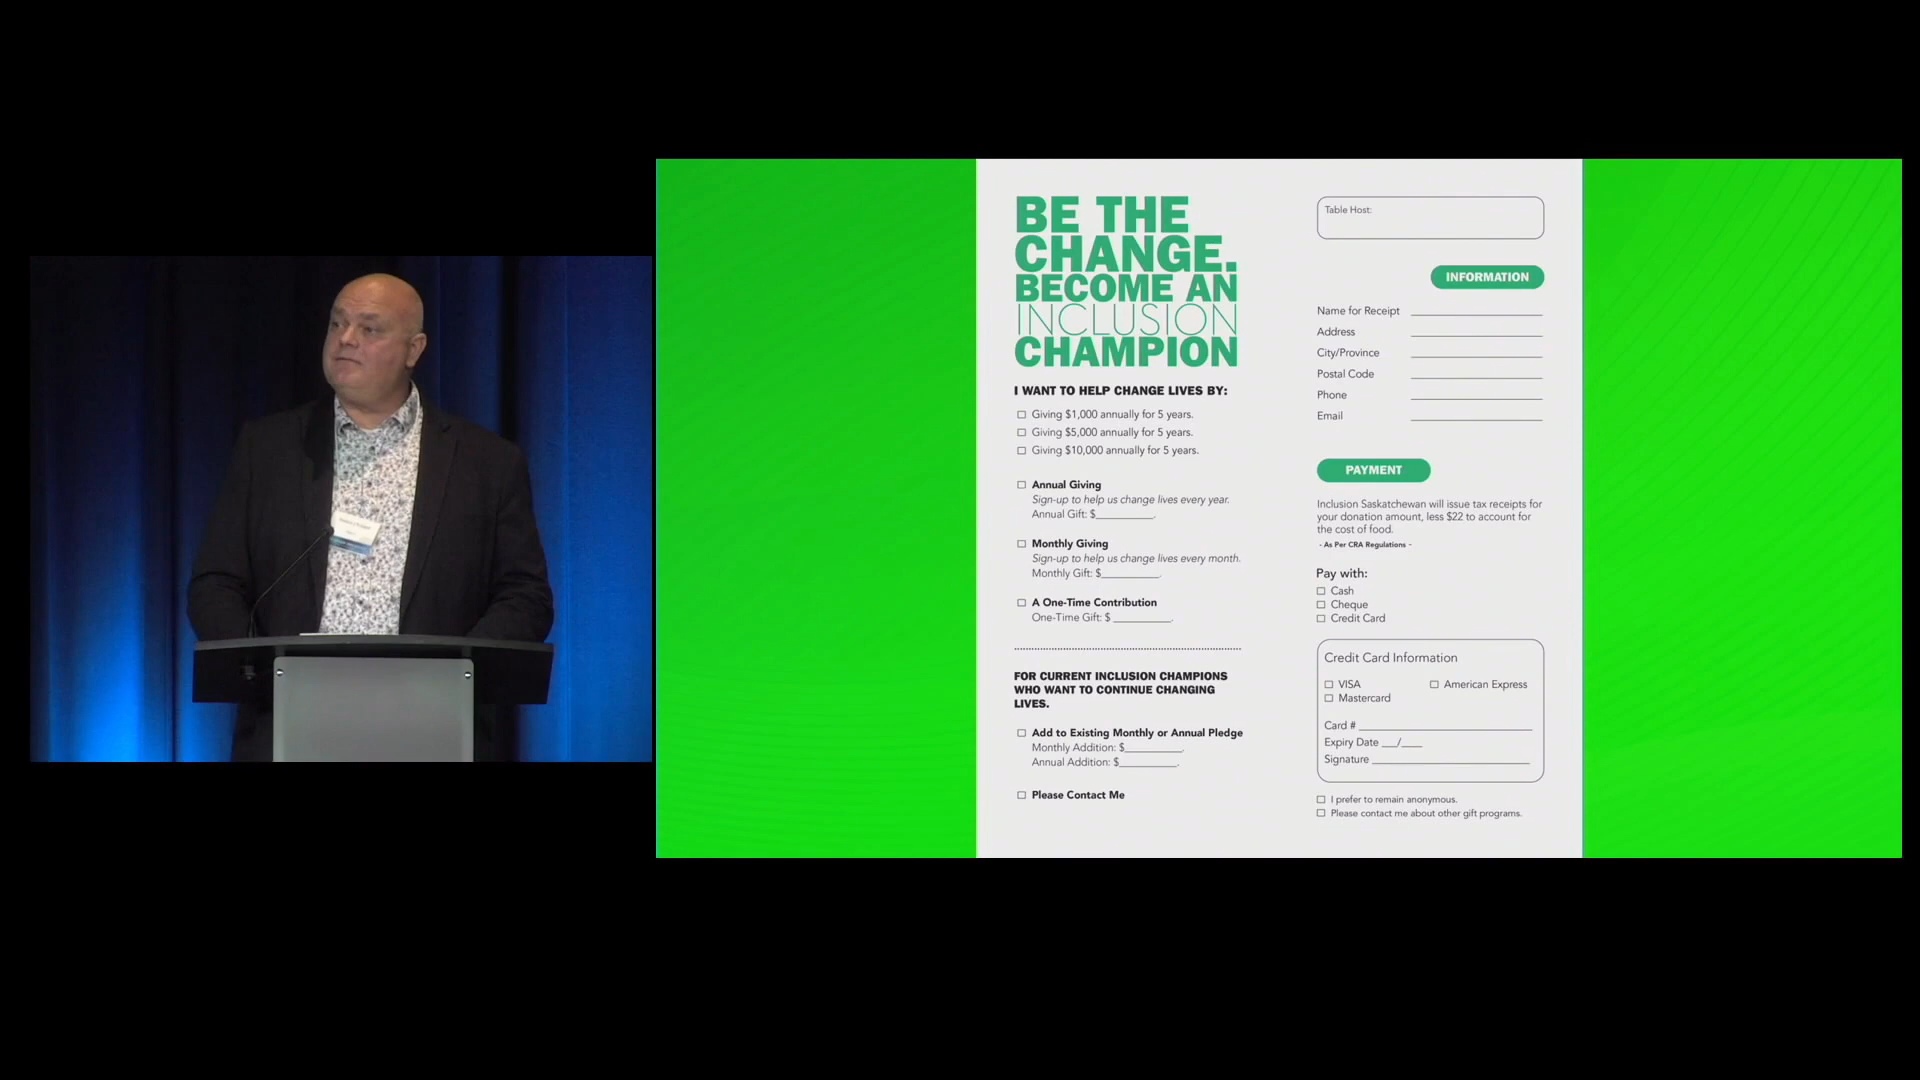 BE THE
CHANGE.
BECOME AN
INCLUSION
CHAMPION
I WANT TO HELP CHANGE LIVES BY:
Giving $1,000 annually for 5 years.
Giving $5,000 annually for 5 years.
Giving $10,000 annually for 5 years.
Annual Giving
Sign-up to help us change lives every year.
Annual Gift: $__________.
Monthly Giving
Sign-up to help us change lives every month.
Monthly Gift: $__________.
A One-Time Contribution
One-Time Gift: $ __________.
FOR CURRENT INCLUSION CHAMPIONS
WHO WANT TO CONTINUE CHANGING
LIVES.
Add to Existing Monthly or Annual Pledge
Monthly Addition: $__________.
Annual Addition: $__________.
Please Contact Me
Table Host:
INFORMATION
Name for Receipt
Address
City/Province
Postal Code
Phone
Email
PAYMENT
Inclusion Saskatchewan will issue tax receipts for
your donation amount, less $22 to account for
the cost of food.
- As Per CRA Regulations -
Pay with:
Cash
Cheque
Credit Card
Credit Card Information
VISA American Express
Mastercard
Card #
Expiry Date ___/____
Signature
I prefer to remain anonymous.
Please contact me about other gift programs.